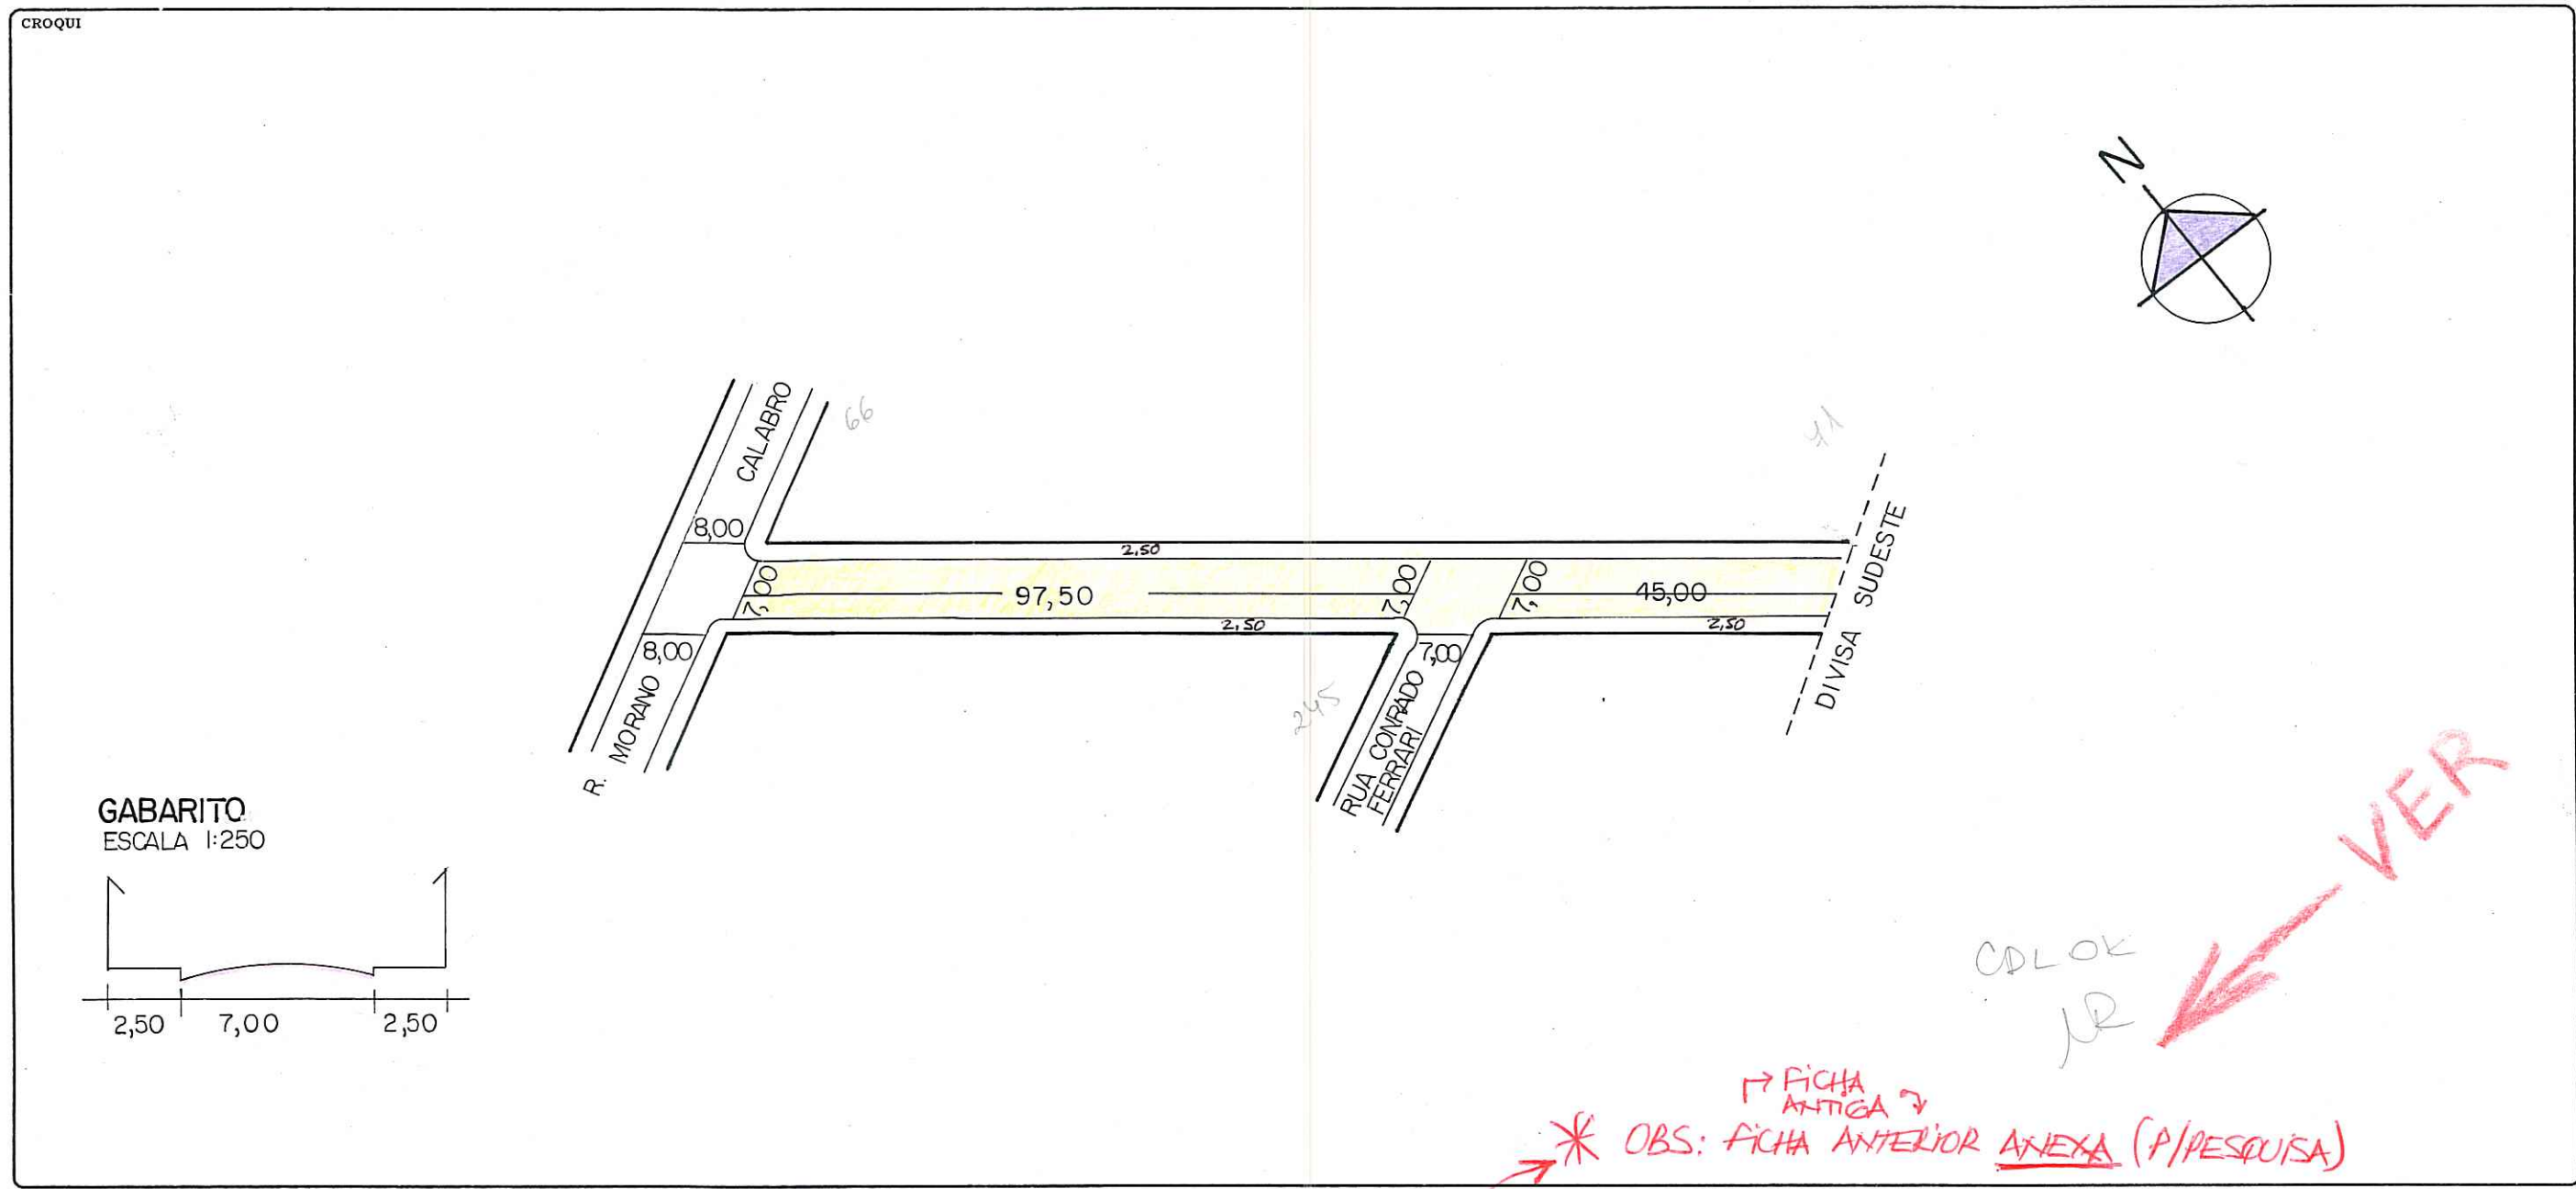 CROQUI
N
CALABRO
66
11
8,00
2,50
DIVISA SUDESTE
7,00
97,50
7,00
7,00
45,00
2,50
2,50
8,00
7,00
R. MORANO
245
RUA CONRADO
FERRARI
GABARITO
ESCALA 1:250
2,50
7,00
2,50
VER
CDL OK
FICHA
ANTIGA
* OBS: FICHA ANTERIOR ANEXA (P/PESQUISA)